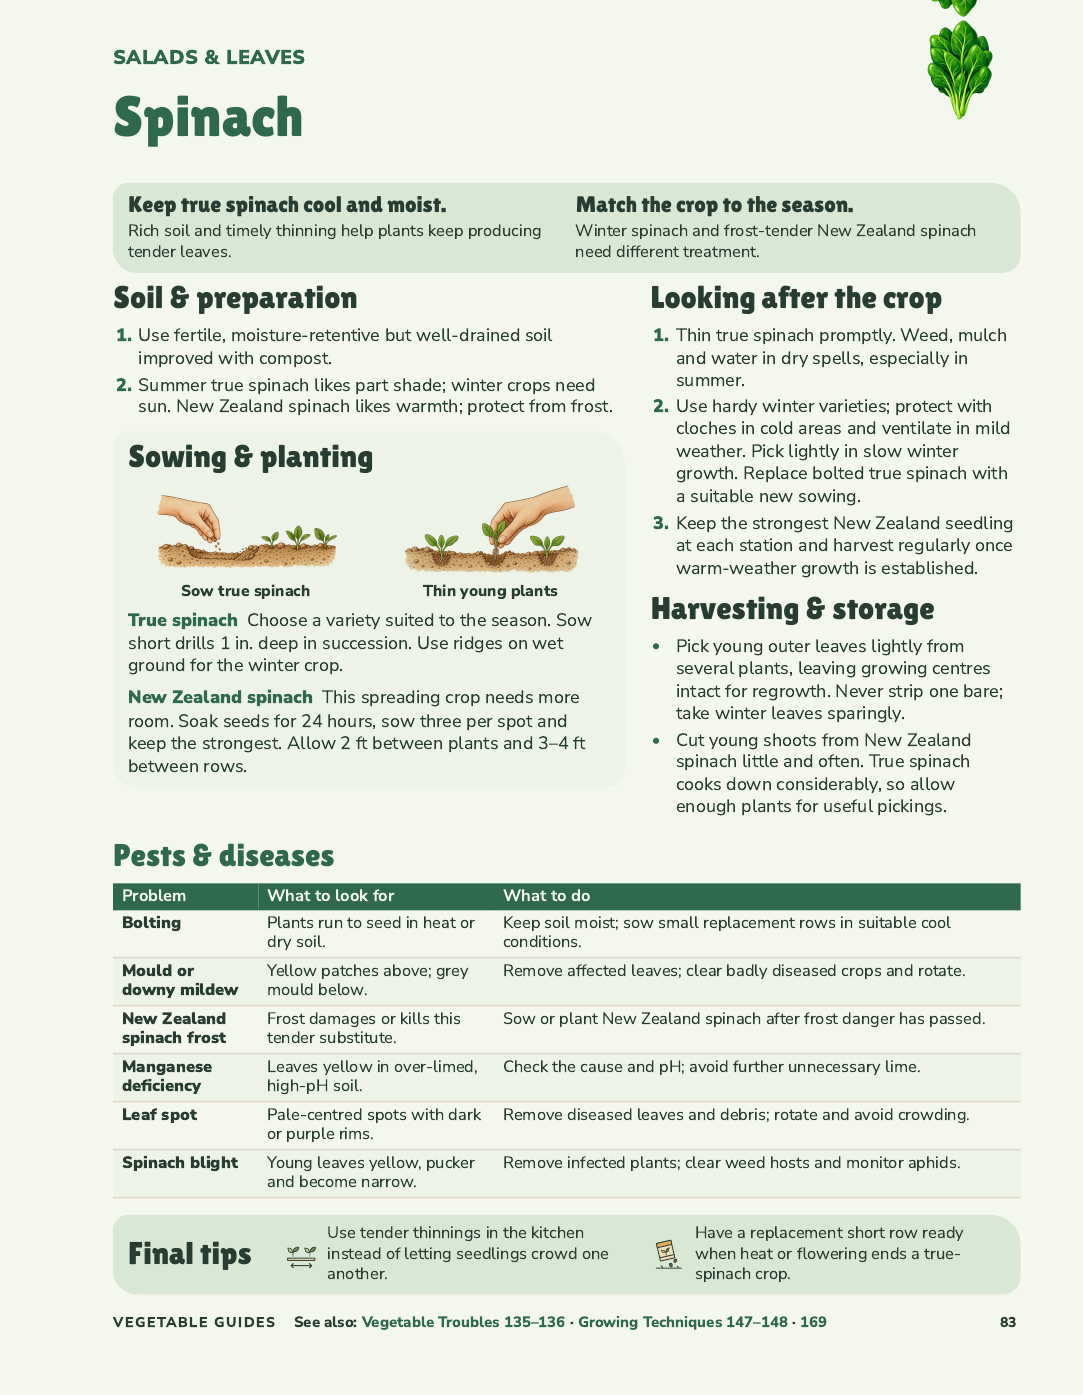 SALADS & LEAVES
Spinach
Keep true spinach cool and moist.
Rich soil and timely thinning help plants keep producing
tender leaves.
Match the crop to the season.
Winter spinach and frost-tender New Zealand spinach
need different treatment.
Soil & preparation
1. Use fertile, moisture-retentive but well-drained soil
improved with compost.
2. Summer true spinach likes part shade; winter crops need
sun. New Zealand spinach likes warmth; protect from frost.
Sowing & planting
Sow true spinach
Thin young plants
True spinach Choose a variety suited to the season. Sow
short drills 1 in. deep in succession. Use ridges on wet
ground for the winter crop.
New Zealand spinach This spreading crop needs more
room. Soak seeds for 24 hours, sow three per spot and
keep the strongest. Allow 2 ft between plants and 3–4 ft
between rows.
Looking after the crop
1. Thin true spinach promptly. Weed, mulch
and water in dry spells, especially in
summer.
2. Use hardy winter varieties; protect with
cloches in cold areas and ventilate in mild
weather. Pick lightly in slow winter
growth. Replace bolted true spinach with
a suitable new sowing.
3. Keep the strongest New Zealand seedling
at each station and harvest regularly once
warm-weather growth is established.
Harvesting & storage
• Pick young outer leaves lightly from
several plants, leaving growing centres
intact for regrowth. Never strip one bare;
take winter leaves sparingly.
• Cut young shoots from New Zealand
spinach little and often. True spinach
cooks down considerably, so allow
enough plants for useful pickings.
Pests & diseases
Problem What to look for What to do
Bolting Plants run to seed in heat or Keep soil moist; sow small replacement rows in suitable cool
dry soil. conditions.
Mould or Yellow patches above; grey Remove affected leaves; clear badly diseased crops and rotate.
downy mildew mould below.
New Zealand Frost damages or kills this Sow or plant New Zealand spinach after frost danger has passed.
spinach frost tender substitute.
Manganese Leaves yellow in over-limed, Check the cause and pH; avoid further unnecessary lime.
deficiency high-pH soil.
Leaf spot Pale-centred spots with dark Remove diseased leaves and debris; rotate and avoid crowding.
or purple rims.
Spinach blight Young leaves yellow, pucker Remove infected plants; clear weed hosts and monitor aphids.
and become narrow.
Final tips
Use tender thinnings in the kitchen
instead of letting seedlings crowd one
another.
Have a replacement short row ready
when heat or flowering ends a true-
spinach crop.
VEGETABLE GUIDES See also: Vegetable Troubles 135–136 · Growing Techniques 147–148 · 169 83